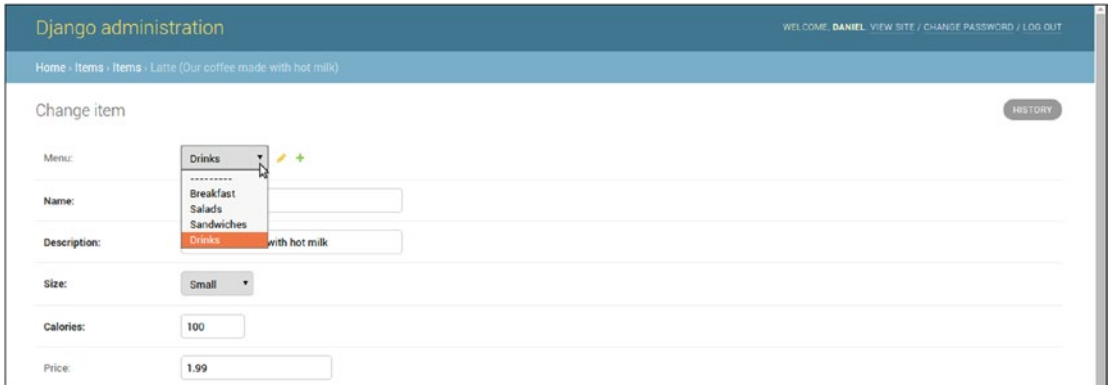 Django administration
WELCOME, DANIEL. VIEW SITE / CHANGE PASSWORD / LOG OUT
Home › Items › Items › Latte (Our coffee made with hot milk)
Change item
HISTORY
Menu:
Drinks
---------
Breakfast
Salads
Sandwiches
Drinks
Name:
Description:
with hot milk
Size:
Small
Calories:
100
Price:
1.99